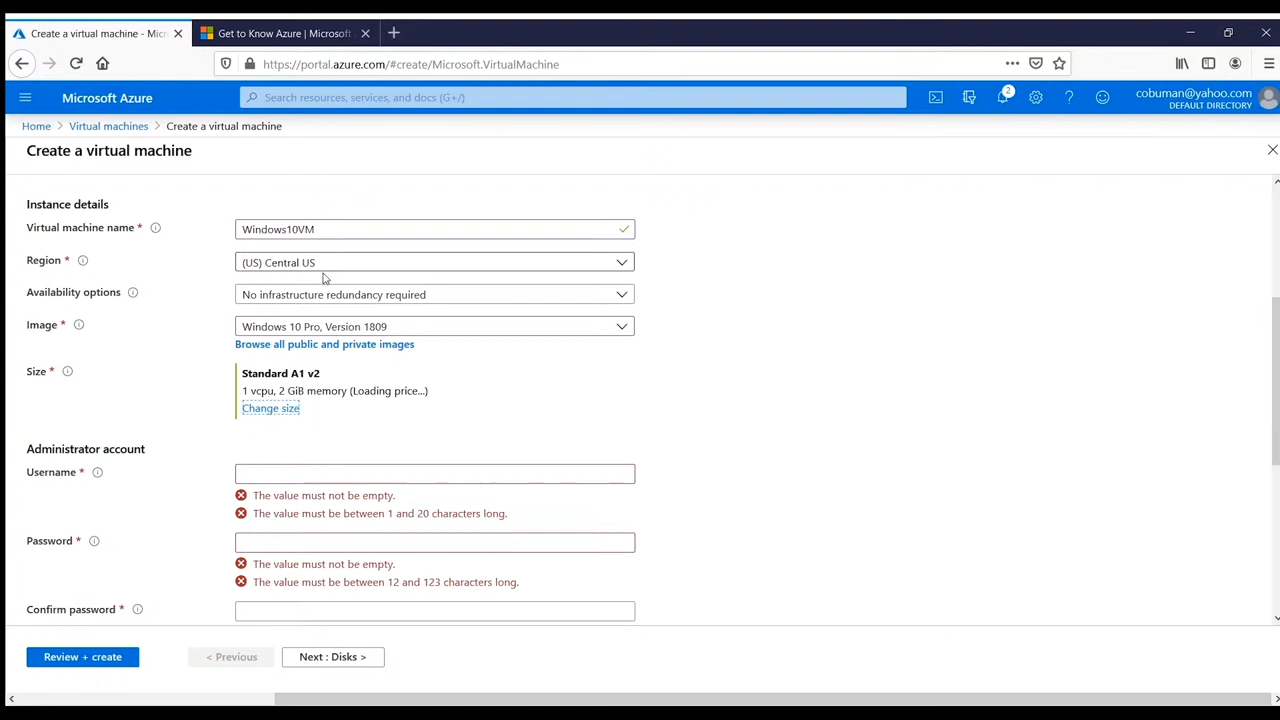 Create a virtual machine - Micr
Get to Know Azure | Microsoft
https://portal.azure.com/#create/Microsoft.VirtualMachine
Microsoft Azure
Search resources, services, and docs (G+/)
2
cobuman@yahoo.com
DEFAULT DIRECTORY
Home > Virtual machines > Create a virtual machine
Create a virtual machine
Instance details
Virtual machine name *
Windows10VM
Region *
(US) Central US
Availability options
No infrastructure redundancy required
Image *
Windows 10 Pro, Version 1809
Browse all public and private images
Size *
Standard A1 v2
1 vcpu, 2 GiB memory (Loading price...)
Change size
Administrator account
Username *
The value must not be empty.
The value must be between 1 and 20 characters long.
Password *
The value must not be empty.
The value must be between 12 and 123 characters long.
Confirm password *
Review + create
< Previous
Next : Disks >